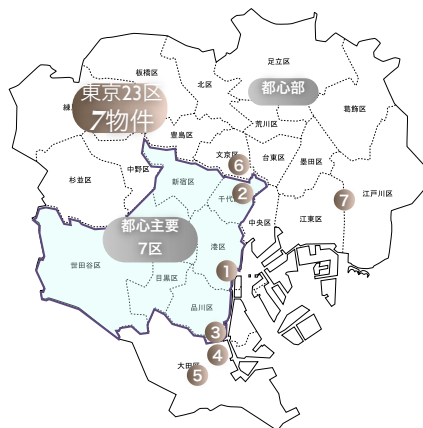 足立区
板橋区
北区
都心部
練
東京23区
7物件
葛飾区
荒川区
豊島区
文京区
⑥
台東区
墨田区
中野区
杉並区
新宿区
千代
②
江戸川区
⑦
中央区
江東区
都心主要
7区
港区
世田谷区
①
目黒区
品川区
③
④
大田区
⑤